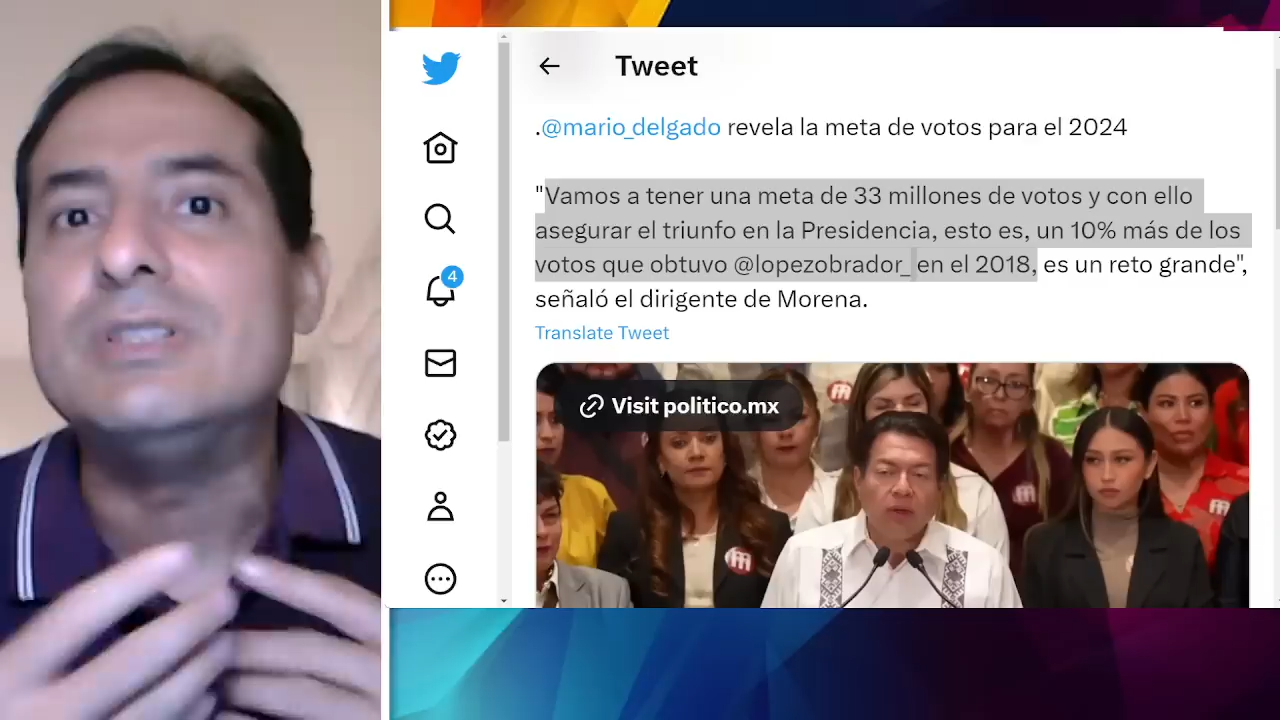 Tweet
.@mario_delgado revela la meta de votos para el 2024
"Vamos a tener una meta de 33 millones de votos y con ello
asegurar el triunfo en la Presidencia, esto es, un 10% más de los
votos que obtuvo @lopezobrador_ en el 2018, es un reto grande",
señaló el dirigente de Morena.
Translate Tweet
Visit politico.mx
4